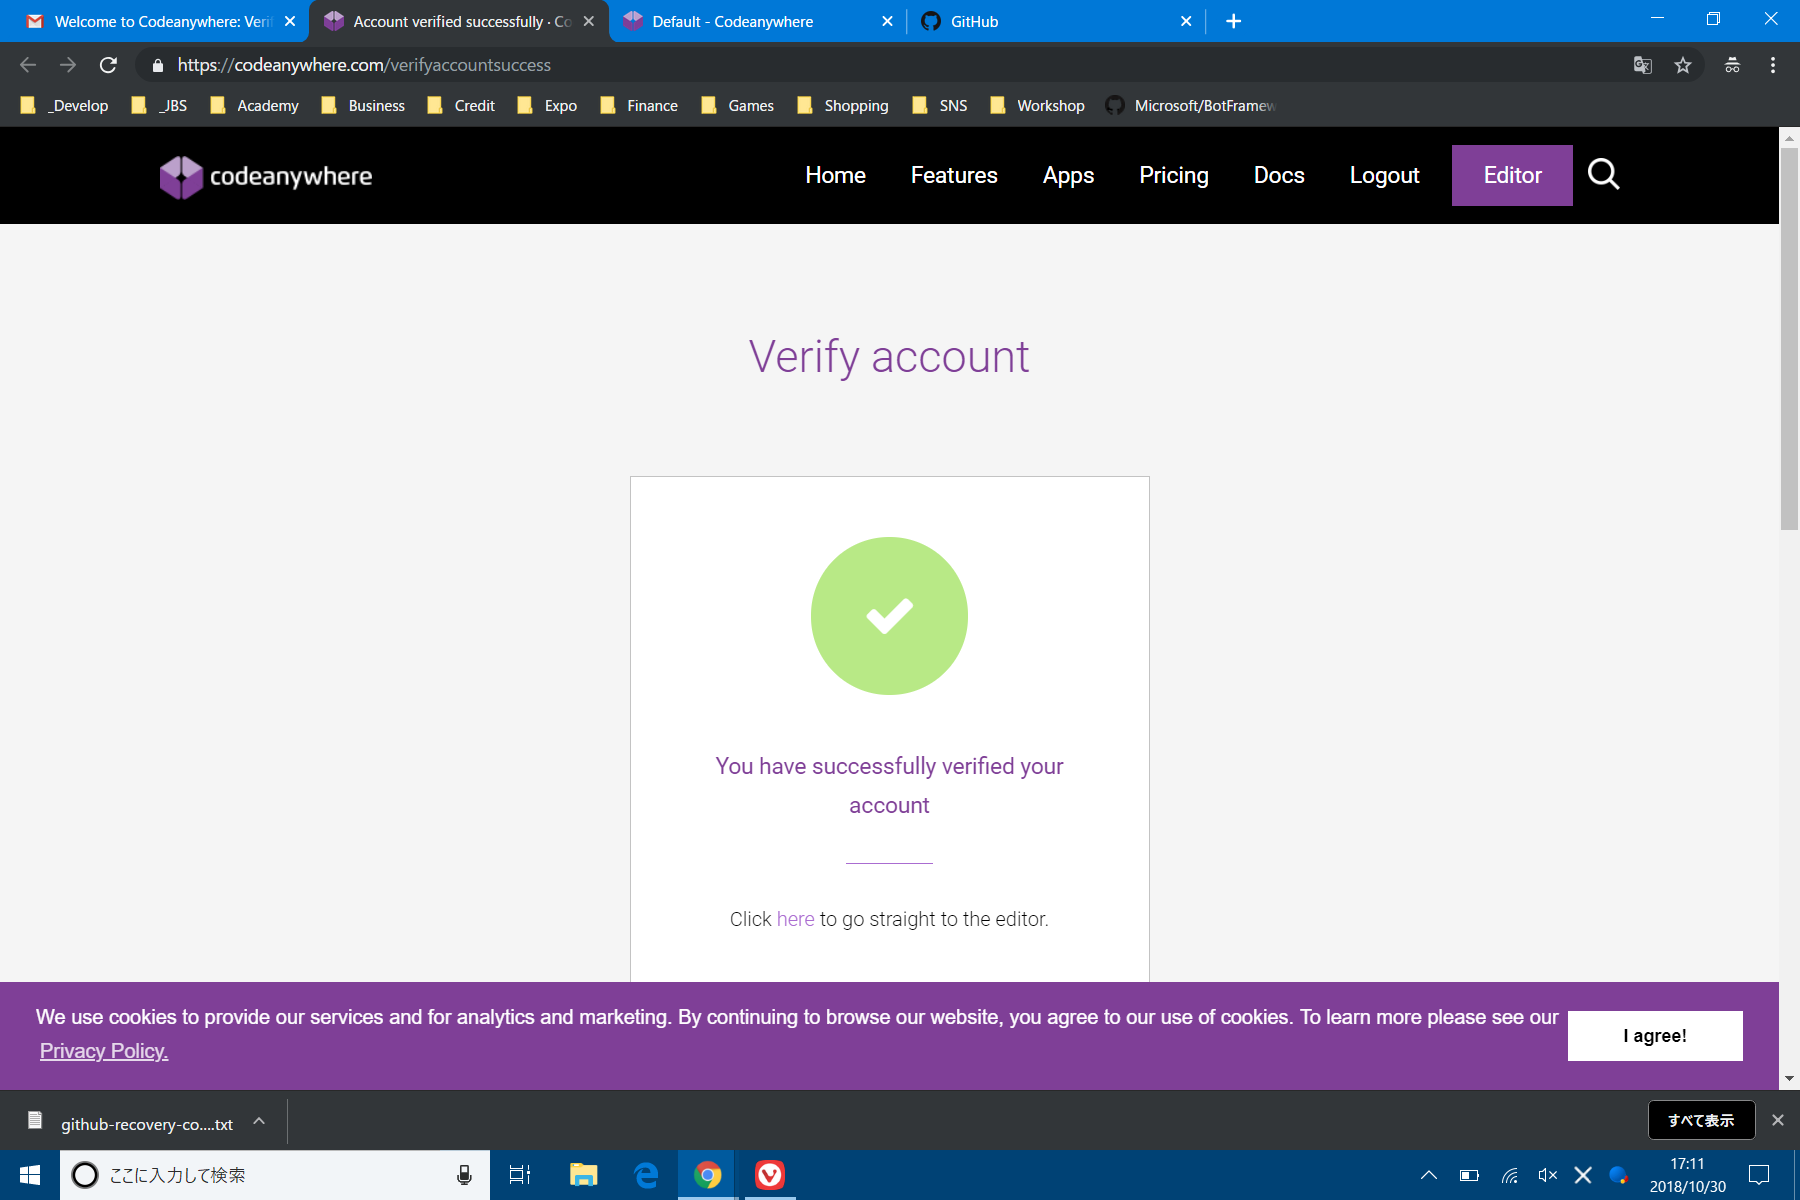 Welcome to Codeanywhere: Verif
Account verified successfully · Co
Default - Codeanywhere
GitHub
https://codeanywhere.com/verifyaccountsuccess
_Develop
_JBS
Academy
Business
Credit
Expo
Finance
Games
Shopping
SNS
Workshop
Microsoft/BotFramew
codeanywhere
Home
Features
Apps
Pricing
Docs
Logout
Editor
Verify account
You have successfully verified your
account
Click here to go straight to the editor.
We use cookies to provide our services and for analytics and marketing. By continuing to browse our website, you agree to our use of cookies. To learn more please see our
Privacy Policy.
I agree!
github-recovery-co....txt
すべて表示
ここに入力して検索
17:11
2018/10/30